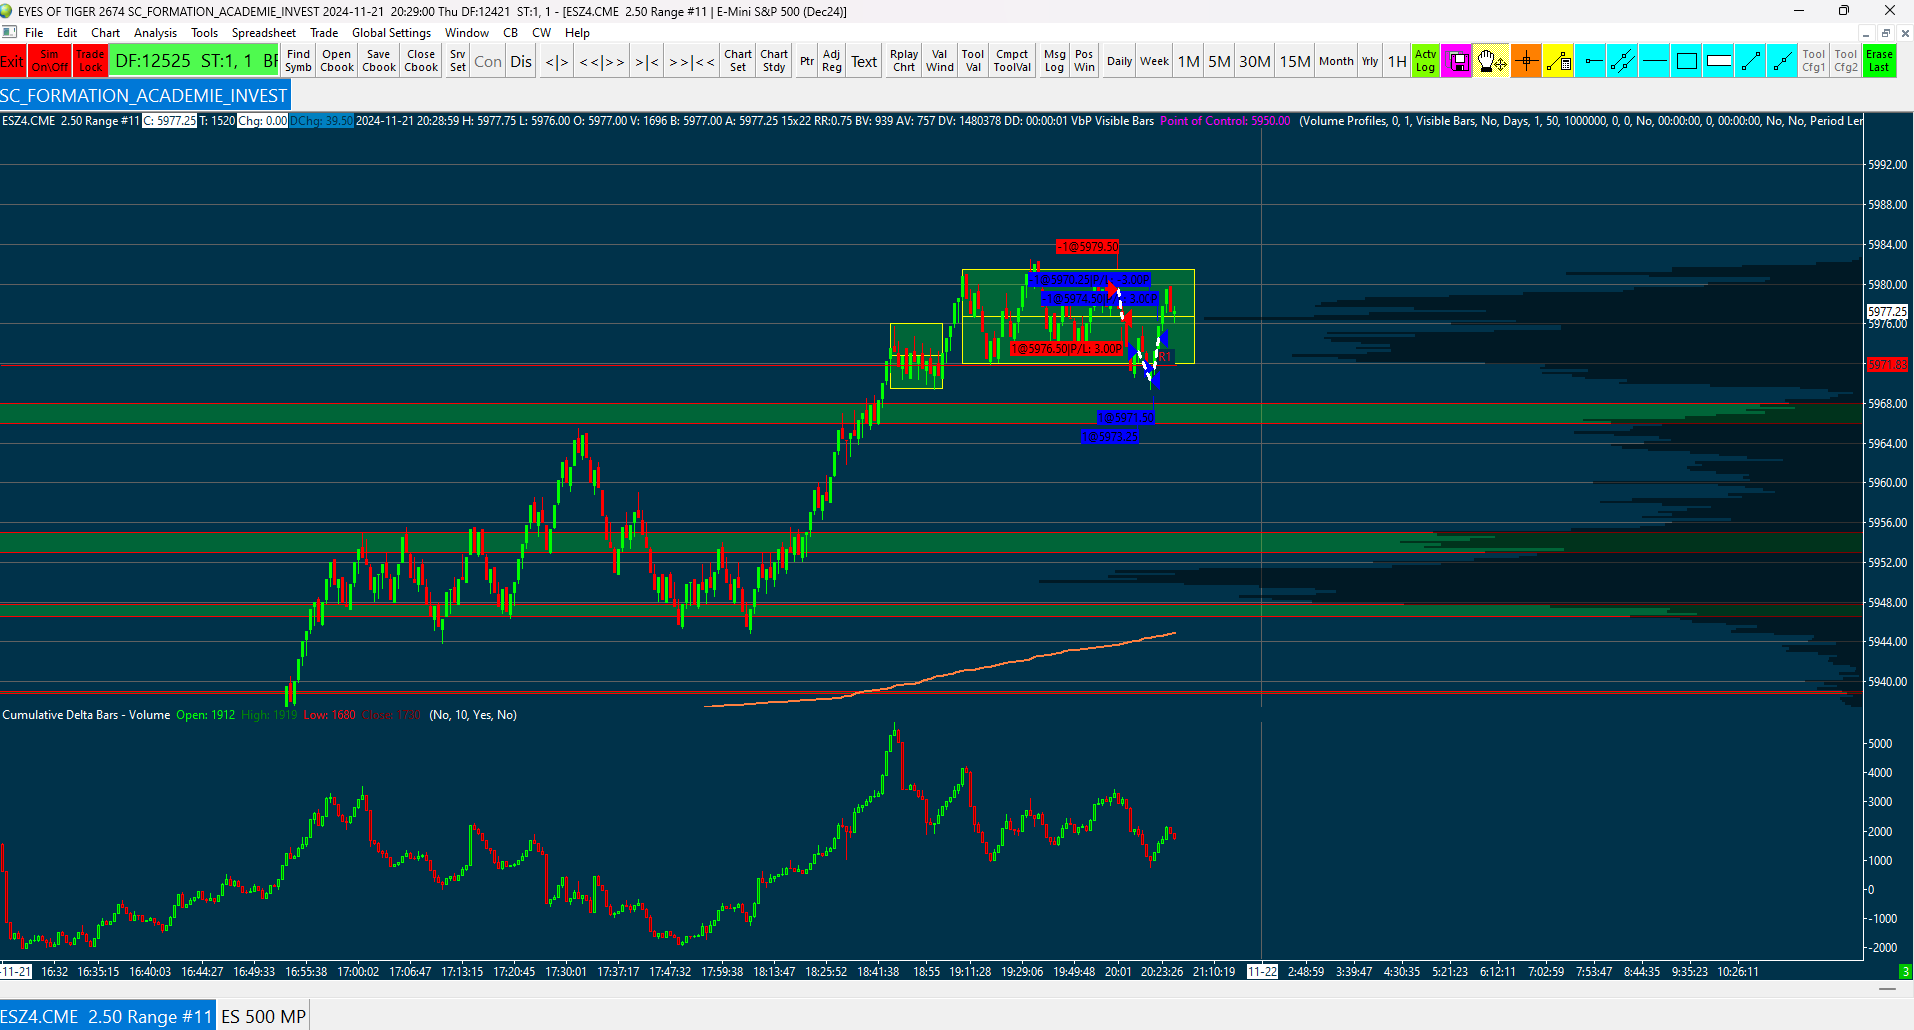 EYES OF TIGER 2674 SC_FORMATION_ACADEMIE_INVEST 2024-11-21 20:29:00 Thu DF:12421 ST:1, 1 - [ESZ4.CME 2.50 Range #11 | E-Mini S&P 500 (Dec24)]
File Edit Chart Analysis Tools Spreadsheet Trade Global Settings Window CB CW Help
Exit Sim On\Off Trade Lock DF:12525 ST:1, 1 BF Find Symb Open Cbook Save Cbook Close Cbook Srv Set Con Dis <|> <<|>> >|< >>|<< Chart Set Chart Stdy Ptr Adj Reg Text Rplay Chrt Val Wind Tool Val Cmpct ToolVal Msg Log Pos Win Daily Week 1M 5M 30M 15M Month Yrly 1H Actv Log Tool Cfg1 Tool Cfg2 Erase Last
SC_FORMATION_ACADEMIE_INVEST
ESZ4.CME 2.50 Range #11 C: 5977.25 T: 1520 Chg: 0.00 DChg: 39.50 2024-11-21 20:28:59 H: 5977.75 L: 5976.00 O: 5977.00 V: 1696 B: 5977.00 A: 5977.25 15x22 RR:0.75 BV: 939 AV: 757 DV: 1480378 DD: 00:00:01 VbP Visible Bars Point of Control: 5950.00 (Volume Profiles, 0, 1, Visible Bars, No, Days, 1, 50, 1000000, 0, 0, No, 00:00:00, 0, 00:00:00, No, No, Period Ler
5992.00
5988.00
-1@5979.50
5984.00
-1@5970.25|P/L: -3.00P
5980.00
5977.25
5976.00
1@5976.50|P/L: 3.00P
R1
5971.83
5968.00
1@5971.50
1@5973.25
5964.00
5960.00
5956.00
5952.00
5948.00
5944.00
5940.00
Cumulative Delta Bars - Volume Open: 1912 High: 1919 Low: 1680 Close: 1730 (No, 10, Yes, No)
5000
4000
3000
2000
1000
0
-1000
-2000
-11-21 16:32 16:35:15 16:40:03 16:44:27 16:49:33 16:55:38 17:00:02 17:06:47 17:13:15 17:20:45 17:30:01 17:37:17 17:47:32 17:59:38 18:13:47 18:25:52 18:41:38 18:55 19:11:28 19:29:06 19:49:48 20:01 20:23:26 21:10:19 11-22 2:48:59 3:39:47 4:30:35 5:21:23 6:12:11 7:02:59 7:53:47 8:44:35 9:35:23 10:26:11 3
ESZ4.CME 2.50 Range #11 ES 500 MP